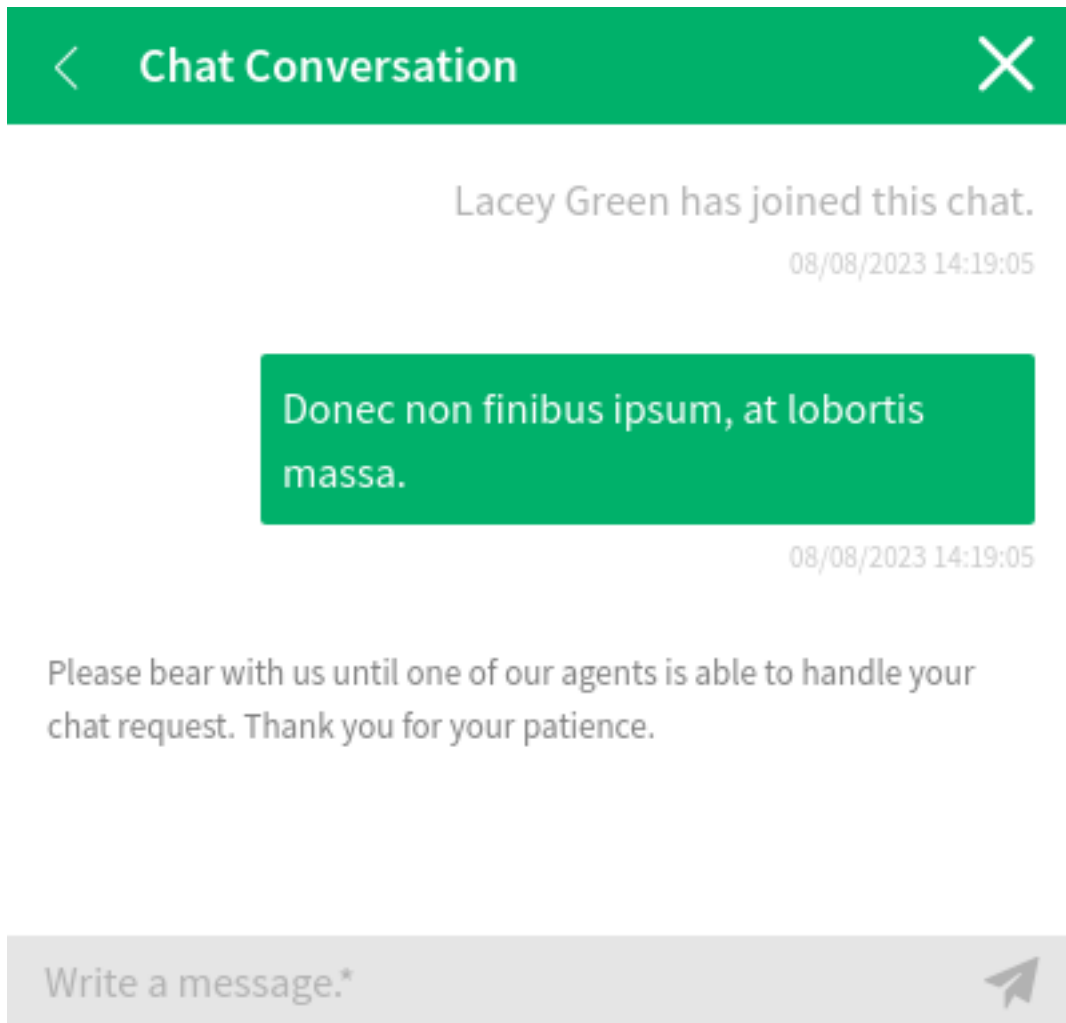 Chat Conversation
Lacey Green has joined this chat.
08/08/2023 14:19:05
Donec non finibus ipsum, at lobortis
massa.
08/08/2023 14:19:05
Please bear with us until one of our agents is able to handle your
chat request. Thank you for your patience.
Write a message.*